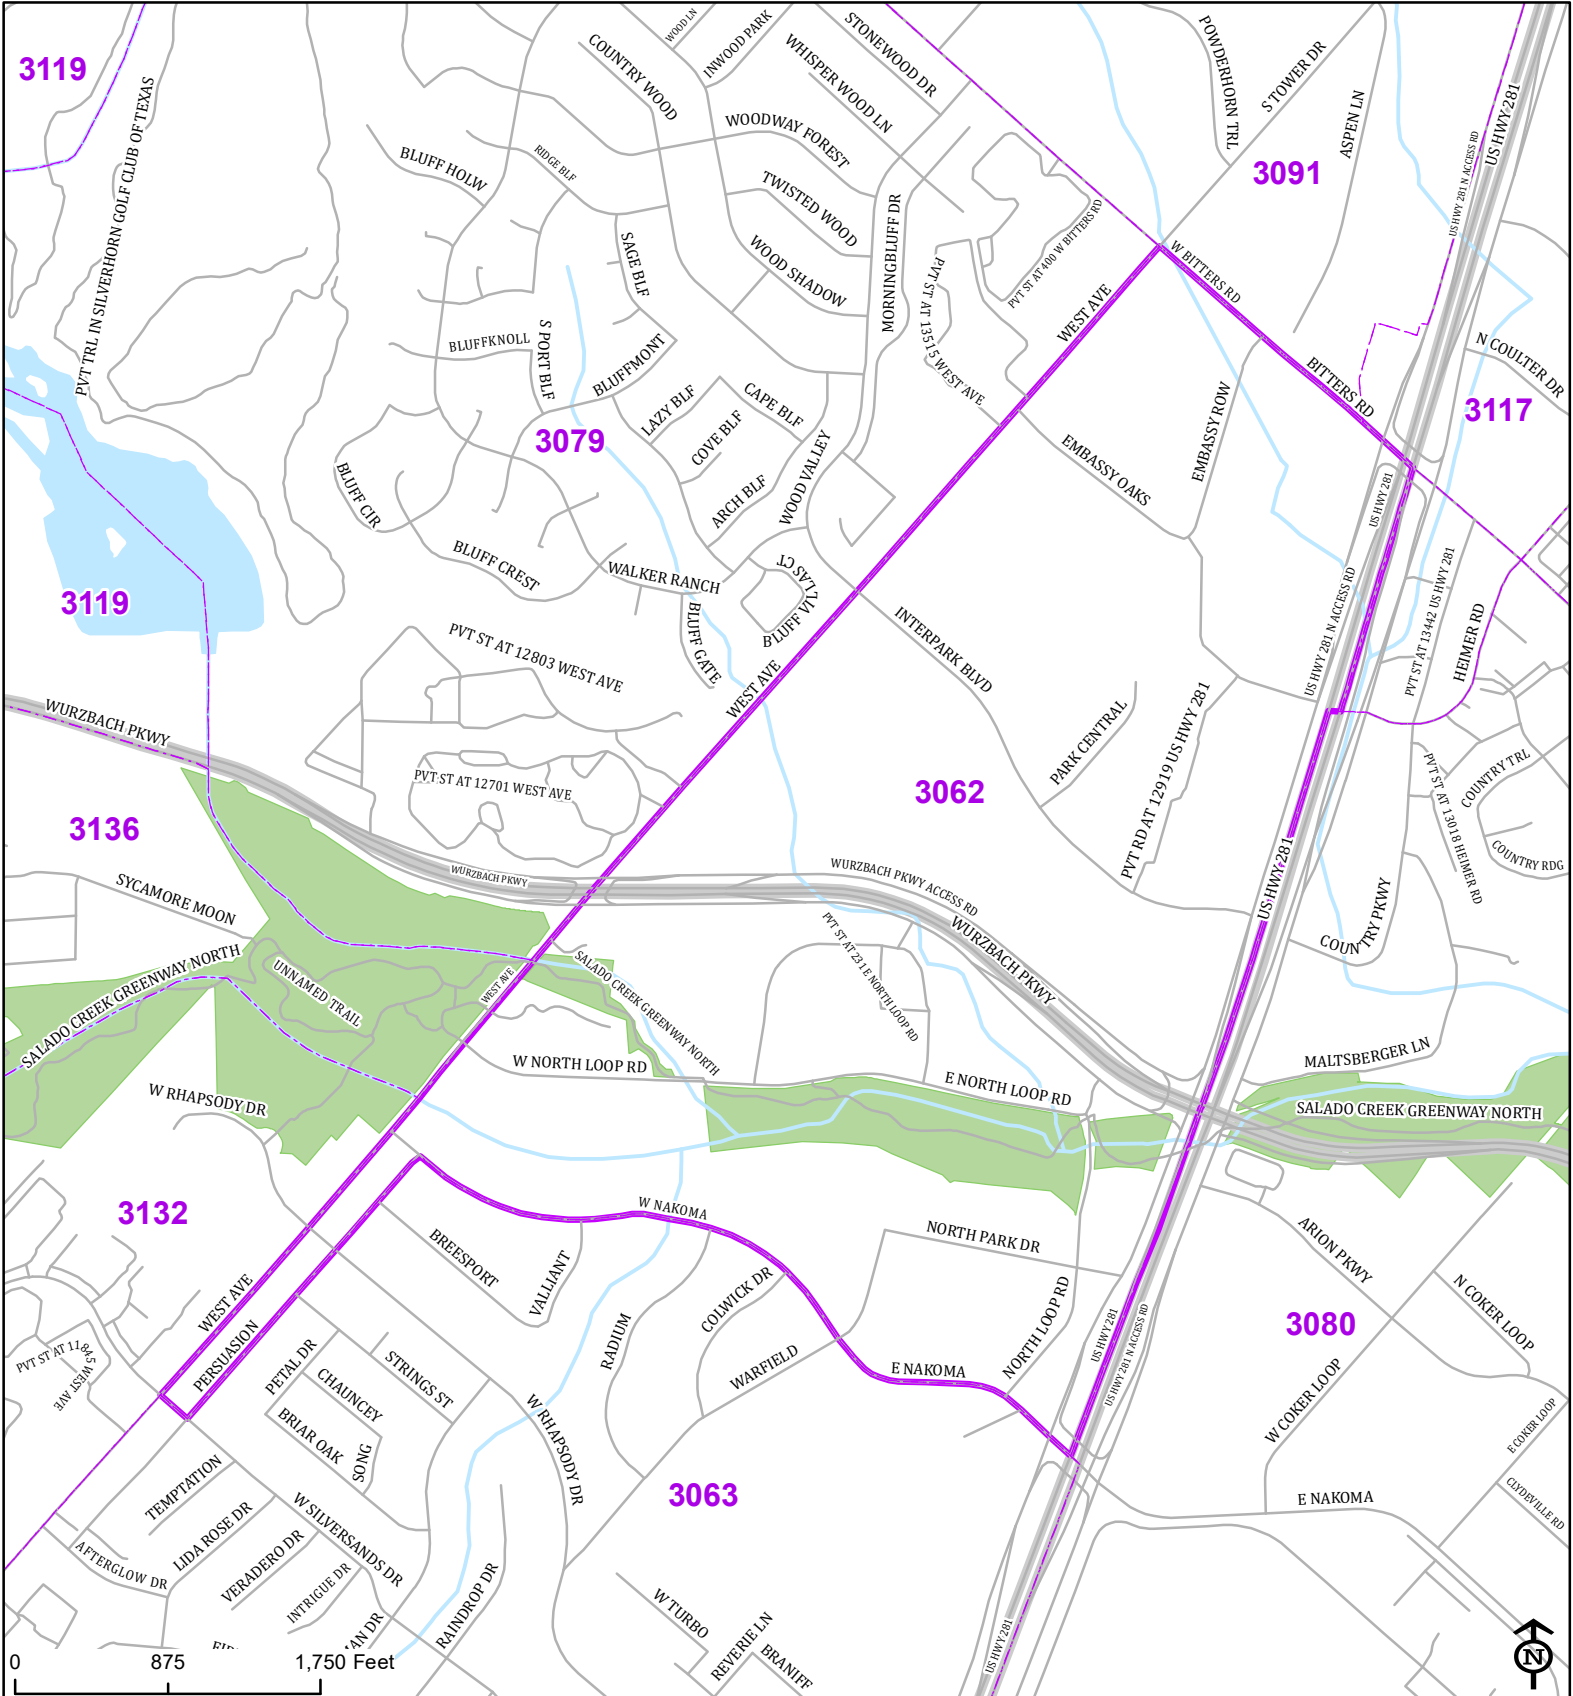 3119
PVT TRL IN SILVERHORN GOLF CLUB OF TEXAS
WOOD LN
INWOOD PARK
COUNTRY WOOD
STONEWOOD DR
WHISPER WOOD LN
WOODWAY FOREST
TWISTED WOOD
WOOD SHADOW
MORNINGBLUFF DR
POWDERHORN TRL
S TOWER DR
ASPEN LN
3091
US HWY 281 N ACCESS RD
US HWY 281
BLUFF HOLW
RIDGE BLF
SAGE BLF
PVT ST AT 400 W BITTERS RD
W BITTERS RD
WEST AVE
PVT ST AT 13515 WEST AVE
BLUFFKNOLL
S PORT BLF
BLUFFMONT
BITTERS RD
N COULTER DR
3117
LAZY BLF
CAPE BLF
COVE BLF
3079
ARCH BLF
WOOD VALLEY
EMBASSY ROW
EMBASSY OAKS
US HWY 281
BLUFF CIR
BLUFF CREST
WALKER RANCH
BLUFF VILLAS CT
BLUFF GATE
3119
US HWY 281 N ACCESS RD
PVT ST AT 13442 US HWY 281
HEIMER RD
INTERPARK BLVD
PVT ST AT 12803 WEST AVE
WEST AVE
WURZBACH PKWY
PARK CENTRAL
PVT RD AT 12919 US HWY 281
PVT ST AT 12701 WEST AVE
3062
COUNTRY TRL
PVT ST AT 13018 HEIMER RD
COUNTRY RDG
3136
WURZBACH PKWY
WURZBACH PKWY ACCESS RD
US HWY 281
SYCAMORE MOON
PVT ST AT 231 E NORTH LOOP RD
WURZBACH PKWY
COUNTRY PKWY
SALADO CREEK GREENWAY NORTH
UNNAMED TRAIL
WEST AVE
SALADO CREEK GREENWAY NORTH
W NORTH LOOP RD
E NORTH LOOP RD
MALTSBERGER LN
SALADO CREEK GREENWAY NORTH
W RHAPSODY DR
3132
W NAKOMA
NORTH PARK DR
ARION PKWY
BREESPORT
VALLIANT
COLWICK DR
RADIUM
NORTH LOOP RD
US HWY 281
US HWY 281 N ACCESS RD
N COKER LOOP
3080
WEST AVE
PERSUASION
PETAL DR
STRINGS ST
CHAUNCEY
BRIAR OAK
SONG
PVT ST AT 11845 WEST AVE
WARFIELD
E NAKOMA
W COKER LOOP
E COKER LOOP
W RHAPSODY DR
3063
E NAKOMA
CLYDEVILLE RD
TEMPTATION
W SILVERSANDS DR
LIDA ROSE DR
VERADERO DR
AFTERGLOW DR
INTRIGUE DR
RAINDROP DR
W TURBO
REVERIE LN
BRANIFF
US HWY 281
MAN DR
0 875 1,750 Feet
N